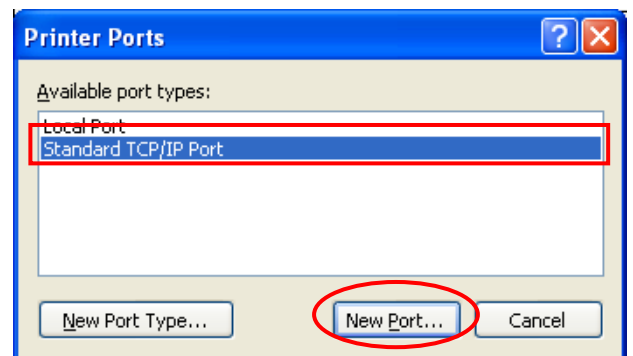 Printer Ports
Available port types:
Local Port
Standard TCP/IP Port
New Port Type... New Port... Cancel